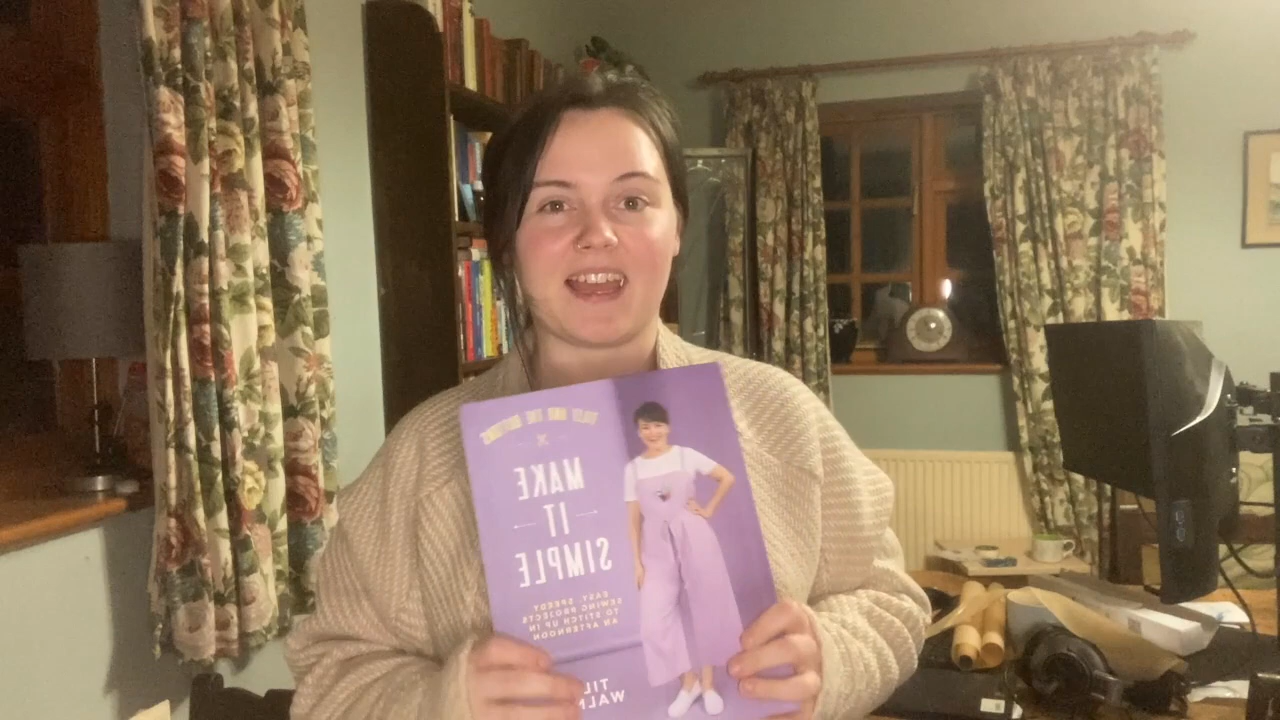 TILLY AND THE BUTTONS
MAKE
IT
SIMPLE
EASY, SPEEDY
SEWING PROJECTS
TO STITCH UP IN
AN AFTERNOON